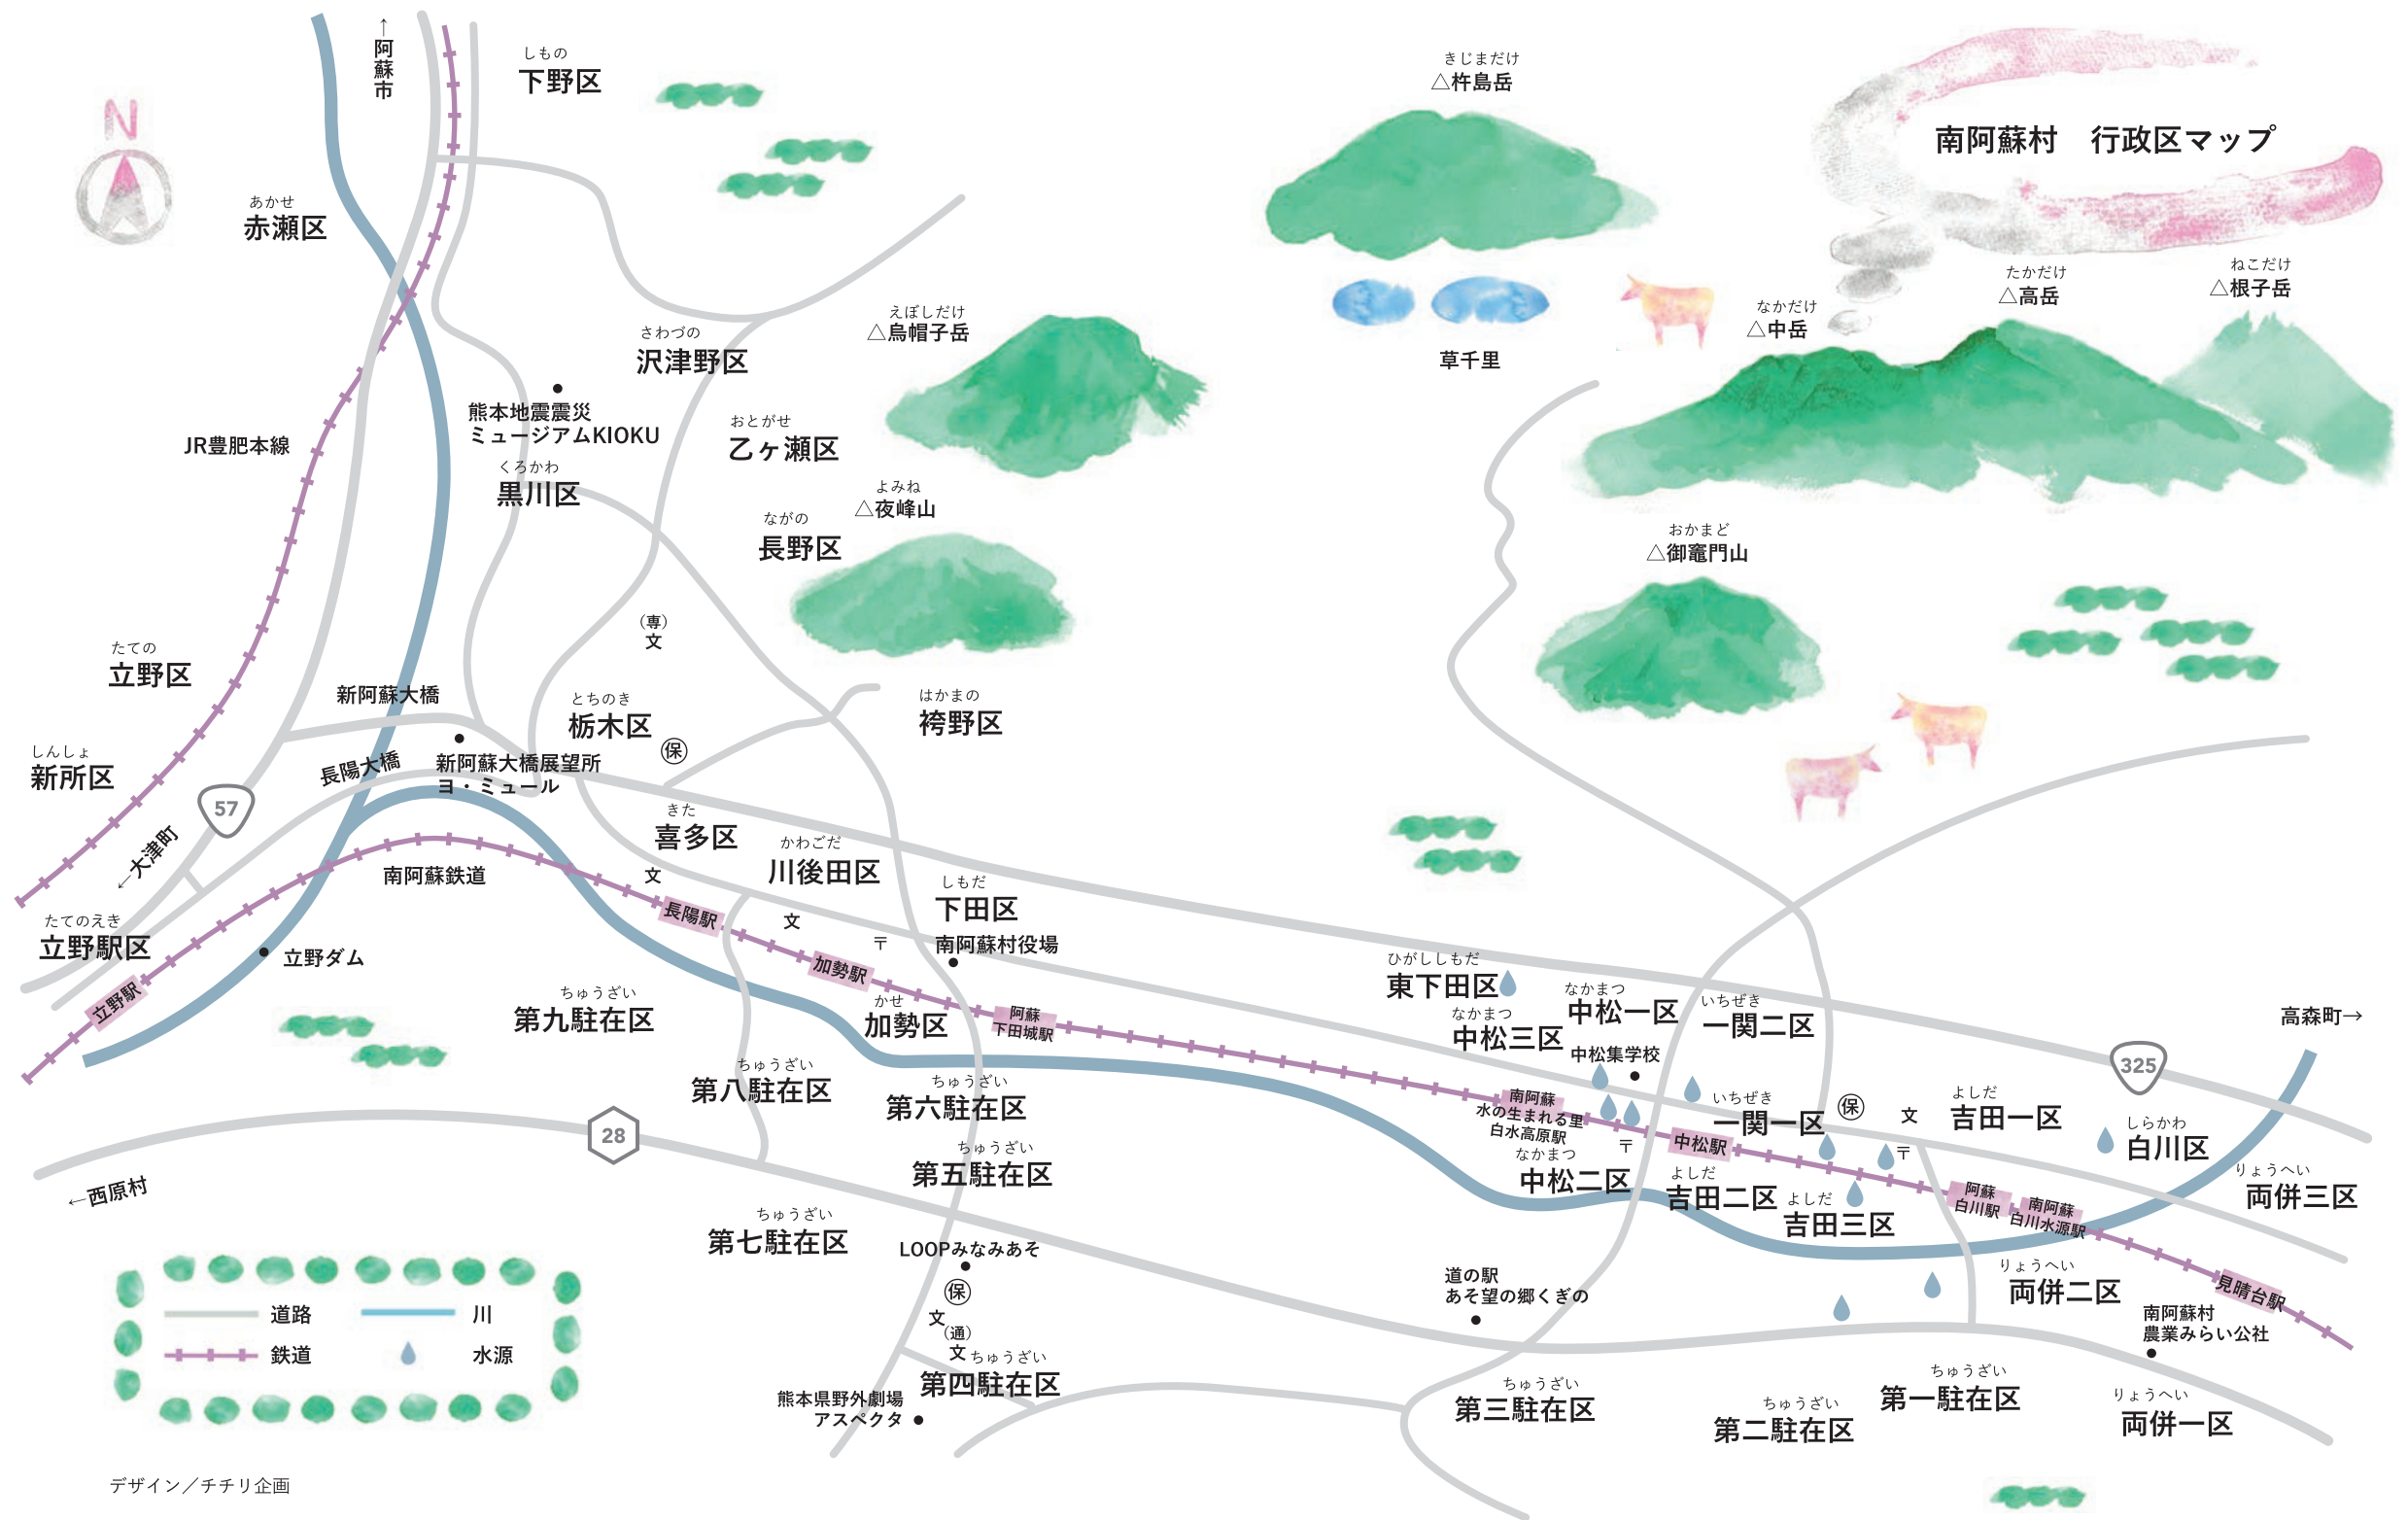 南阿蘇村　行政区マップ
N
↑阿蘇市
しもの
下野区
あかせ
赤瀬区
きじまだけ
△杵島岳
草千里
えぼしだけ
△烏帽子岳
なかだけ
△中岳
たかだけ
△高岳
ねこだけ
△根子岳
さわづの
沢津野区
熊本地震震災
ミュージアムKIOKU
JR豊肥本線
おとがせ
乙ヶ瀬区
くろかわ
黒川区
よみね
△夜峰山
ながの
長野区
おかまど
△御竈門山
（専）
文
たての
立野区
新阿蘇大橋
とちのき
栃木区
保
はかまの
袴野区
しんしょ
新所区
57
←大津町
長陽大橋
新阿蘇大橋展望所
ヨ・ミュール
きた
喜多区
かわごだ
川後田区
南阿蘇鉄道
文
長陽駅
文
〒
しもだ
下田区
南阿蘇村役場
たてのえき
立野駅区
立野ダム
立野駅
加勢駅
かせ
加勢区
阿蘇
下田城駅
ちゅうざい
第九駐在区
ちゅうざい
第八駐在区
ちゅうざい
第六駐在区
ちゅうざい
第五駐在区
ちゅうざい
第七駐在区
28
←西原村
ひがししもだ
東下田区
なかまつ
中松一区
なかまつ
中松三区
中松集学校
いちぜき
一関二区
高森町→
325
南阿蘇
水の生まれる里
白水高原駅
なかまつ
中松二区
〒
中松駅
いちぜき
一関一区
保
文
〒
よしだ
吉田一区
よしだ
吉田二区
よしだ
吉田三区
しらかわ
白川区
りょうへい
両併三区
阿蘇
白川駅
南阿蘇
白川水源駅
見晴台駅
りょうへい
両併二区
南阿蘇村
農業みらい公社
りょうへい
両併一区
LOOPみなみあそ
保
文
（通）
文
ちゅうざい
第四駐在区
熊本県野外劇場
アスペクタ
道の駅
あそ望の郷くぎの
ちゅうざい
第三駐在区
ちゅうざい
第二駐在区
ちゅうざい
第一駐在区
道路
川
鉄道
水源
デザイン／チチリ企画